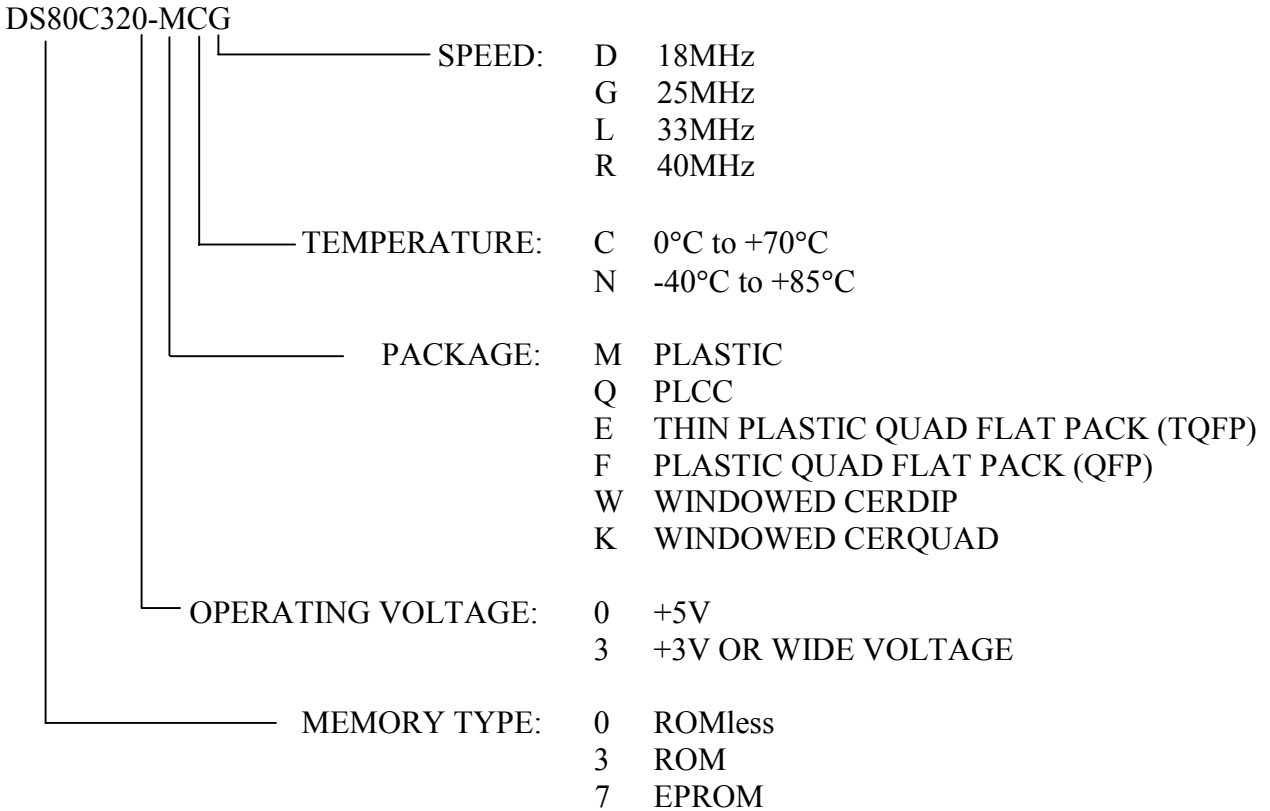 DS80C320-MCG
SPEED: D 18MHz
G 25MHz
L 33MHz
R 40MHz
TEMPERATURE: C 0°C to +70°C
N -40°C to +85°C
PACKAGE: M PLASTIC
Q PLCC
E THIN PLASTIC QUAD FLAT PACK (TQFP)
F PLASTIC QUAD FLAT PACK (QFP)
W WINDOWED CERDIP
K WINDOWED CERQUAD
OPERATING VOLTAGE: 0 +5V
3 +3V OR WIDE VOLTAGE
MEMORY TYPE: 0 ROMless
3 ROM
7 EPROM